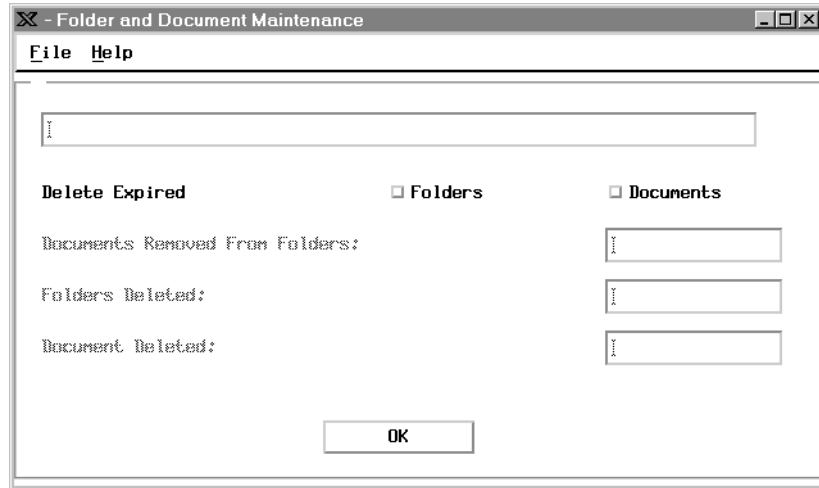 - Folder and Document Maintenance
File Help
Delete Expired Folders Documents
Documents Removed From Folders:
Folders Deleted:
Document Deleted:
OK